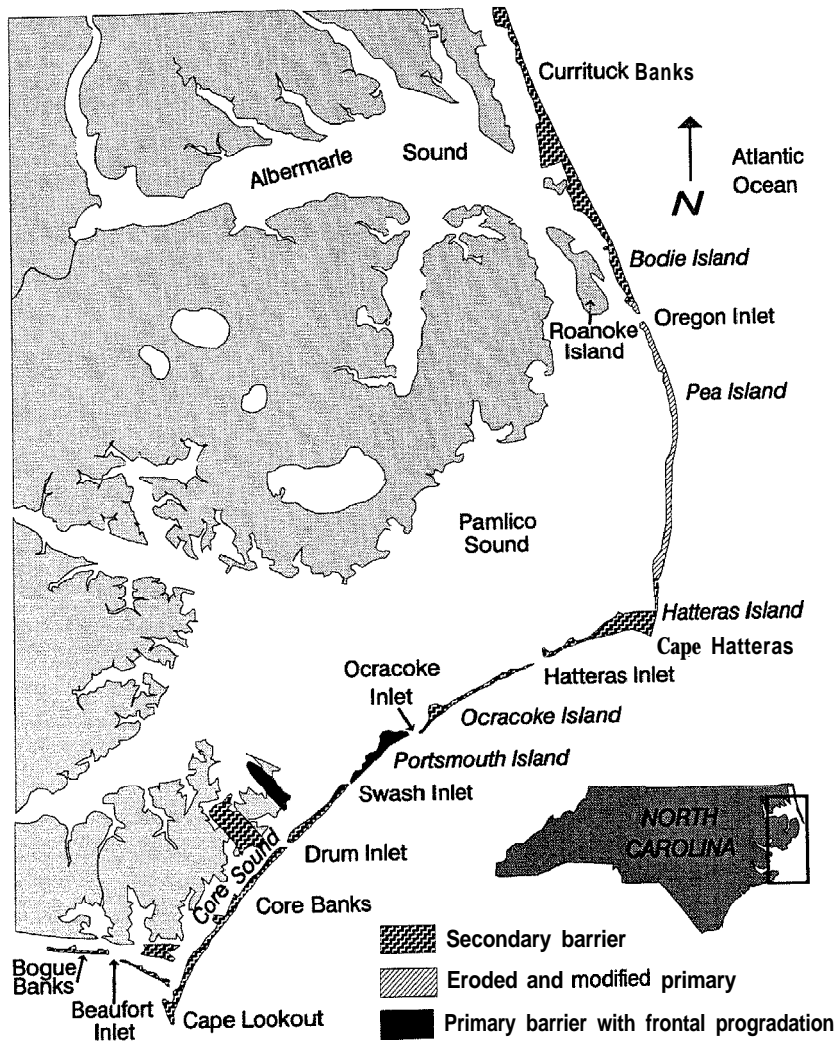 Currituck Banks
Albermarle Sound
Atlantic
Ocean
N
Bodie Island
Oregon Inlet
Roanoke
Island
Pea Island
Pamlico
Sound
Hatteras Island
Cape Hatteras
Hatteras Inlet
Ocracoke
Inlet
Ocracoke Island
Portsmouth Island
Swash Inlet
Drum Inlet
Core Sound
Core Banks
Bogue
Banks
Beaufort
Inlet
Cape Lookout
NORTH
CAROLINA
Secondary barrier
Eroded and modified primary
Primary barrier with frontal progradation